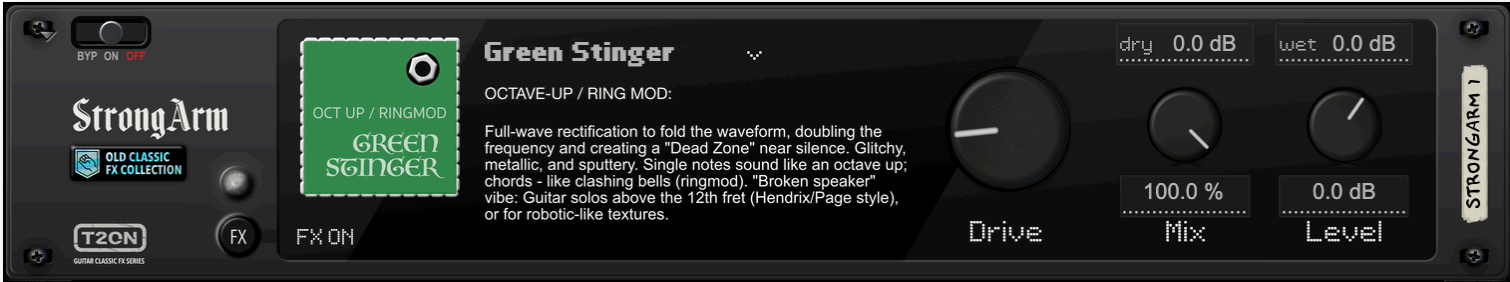 BYP ON OFF
StrongArm
OLD CLASSIC
FX COLLECTION
FX
T2ON
GUITAR CLASSIC FX SERIES
OCT UP / RINGMOD
GREEN
STINGER
FX ON
Green Stinger
OCTAVE-UP / RING MOD:
Full-wave rectification to fold the waveform, doubling the
frequency and creating a "Dead Zone" near silence. Glitchy,
metallic, and sputtery. Single notes sound like an octave up;
chords - like clashing bells (ringmod). "Broken speaker"
vibe: Guitar solos above the 12th fret (Hendrix/Page style),
or for robotic-like textures.
Drive
dry 0.0 dB
wet 0.0 dB
100.0 %
Mix
0.0 dB
Level
STRONGARM 1